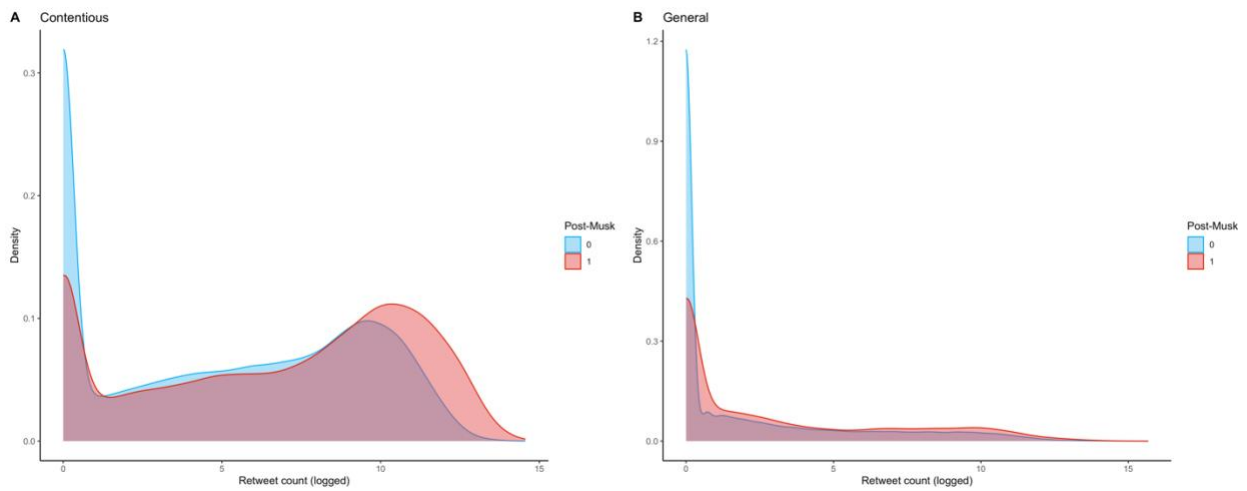 A Contentious
0.3
0.2
0.1
0.0
Density
0 5 10 15
Retweet count (logged)
Post-Musk
0
1
B General
1.2
0.9
0.6
0.3
0.0
Density
0 5 10 15
Retweet count (logged)
Post-Musk
0
1